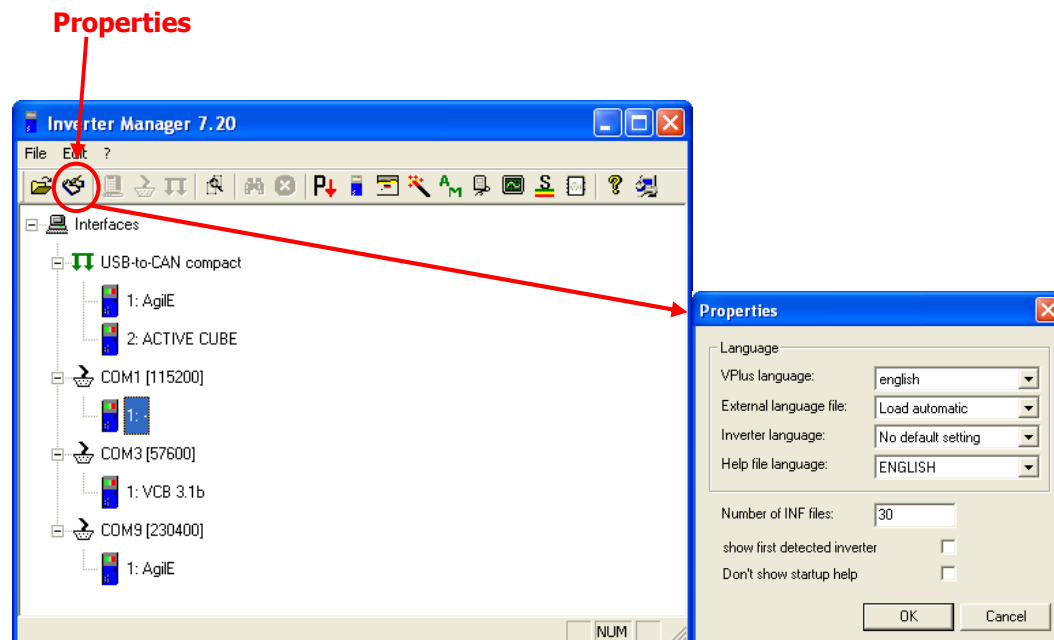 Properties
Inverter Manager 7.20
File Edit ?
Interfaces
USB-to-CAN compact
1: AgilE
2: ACTIVE CUBE
COM1 [115200]
1: -
COM3 [57600]
1: VCB 3.1b
COM9 [230400]
1: AgilE
NUM
Properties
Language
VPlus language: english
External language file: Load automatic
Inverter language: No default setting
Help file language: ENGLISH
Number of INF files: 30
show first detected inverter
Don't show startup help
OK Cancel